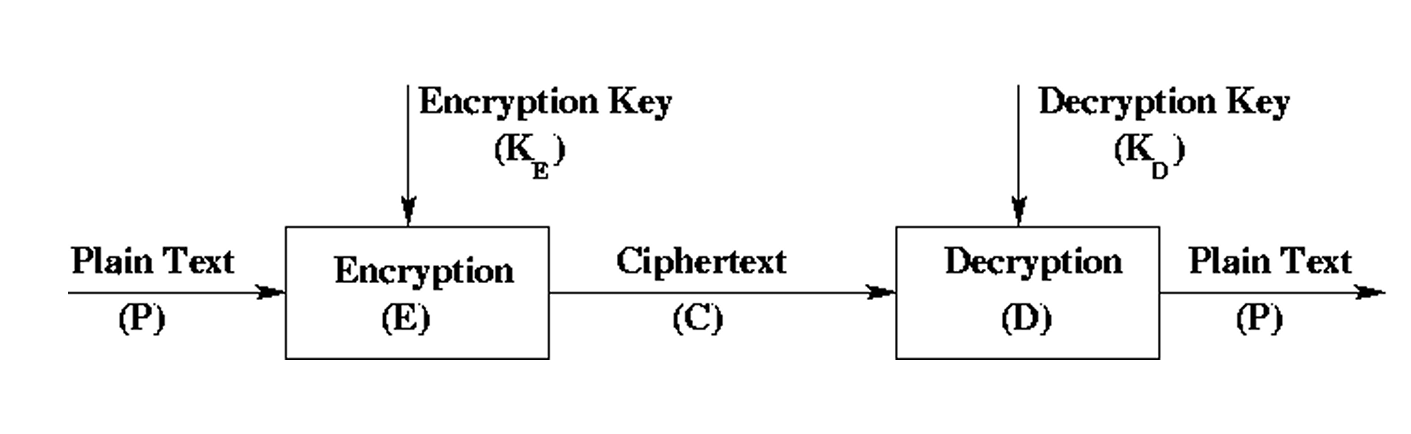 Encryption Key
(K_E)
Decryption Key
(K_D)
Plain Text
(P)
Encryption
(E)
Ciphertext
(C)
Decryption
(D)
Plain Text
(P)